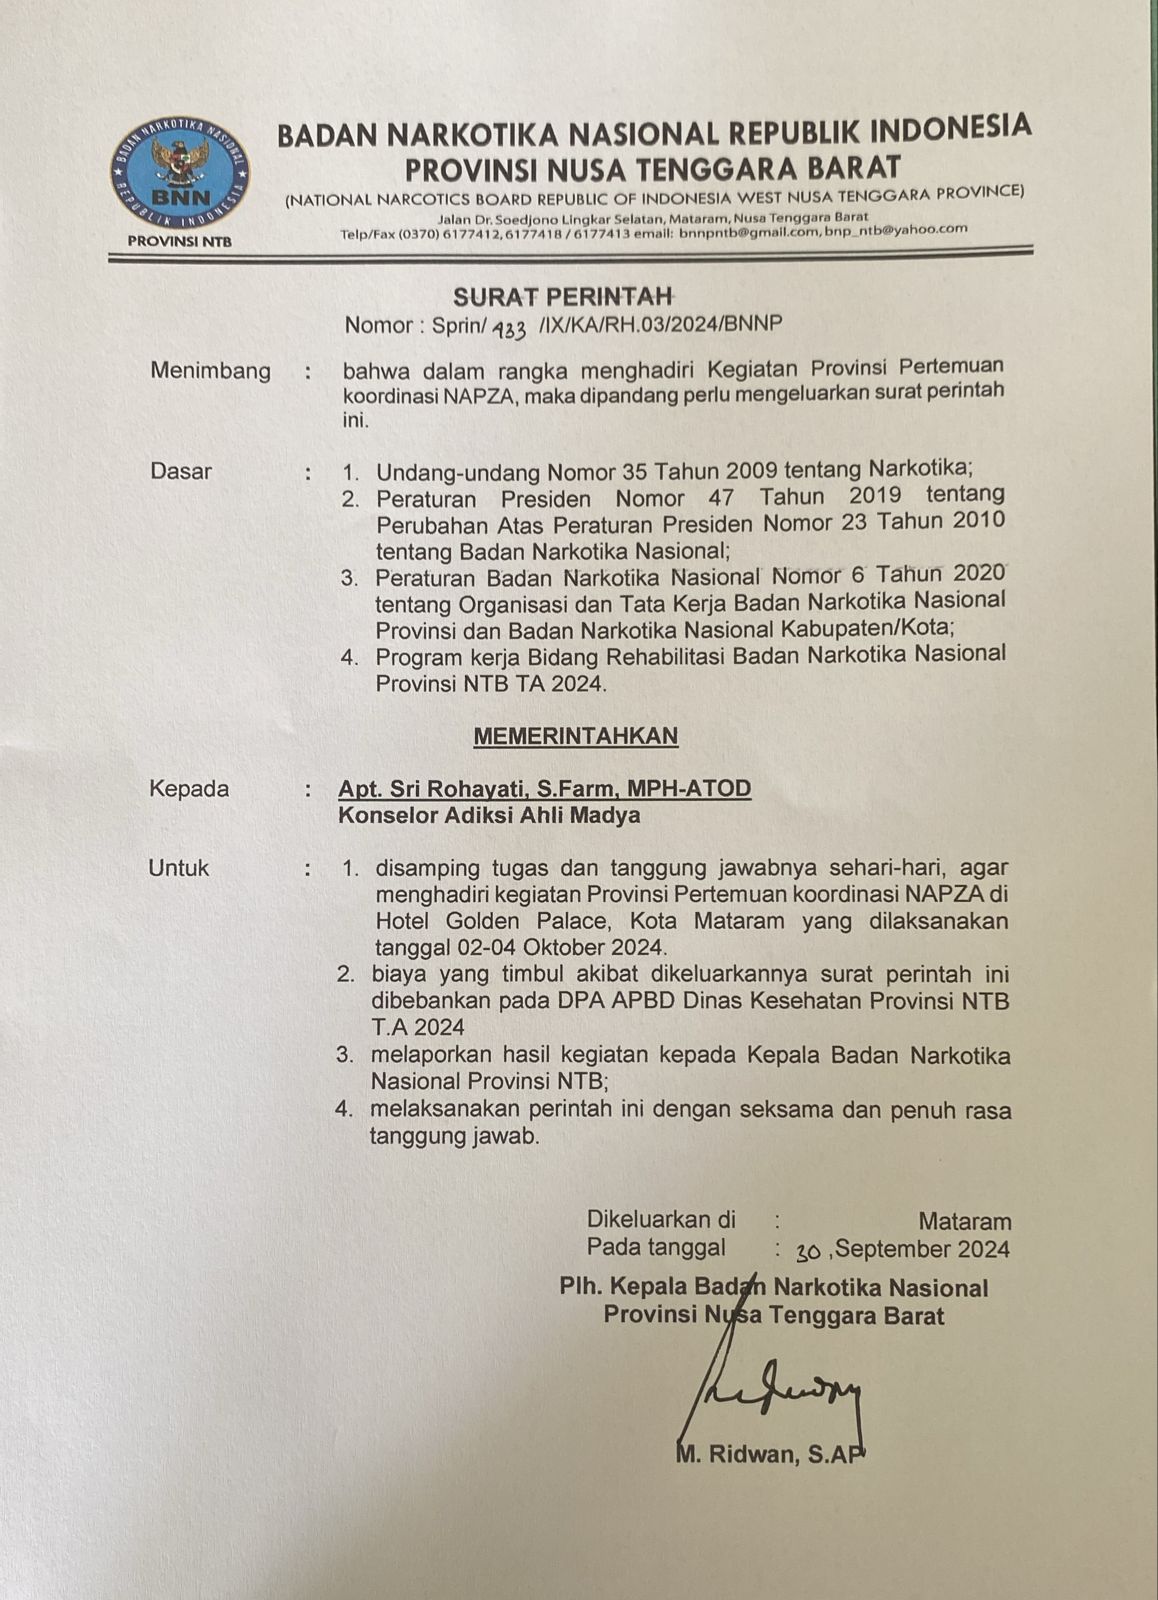 BADAN NARKOTIKA NASIONAL
BNN
REPUBLIK INDONESIA
PROVINSI NTB
BADAN NARKOTIKA NASIONAL REPUBLIK INDONESIA
PROVINSI NUSA TENGGARA BARAT
(NATIONAL NARCOTICS BOARD REPUBLIC OF INDONESIA WEST NUSA TENGGARA PROVINCE)
Jalan Dr. Soedjono Lingkar Selatan, Mataram, Nusa Tenggara Barat
Telp/Fax (0370) 6177412, 6177418 / 6177413 email: bnnpntb@gmail.com, bnp_ntb@yahoo.com
SURAT PERINTAH
Nomor : Sprin/ 433 /IX/KA/RH.03/2024/BNNP
Menimbang : bahwa dalam rangka menghadiri Kegiatan Provinsi Pertemuan
koordinasi NAPZA, maka dipandang perlu mengeluarkan surat perintah
ini.
Dasar : 1. Undang-undang Nomor 35 Tahun 2009 tentang Narkotika;
2. Peraturan Presiden Nomor 47 Tahun 2019 tentang
Perubahan Atas Peraturan Presiden Nomor 23 Tahun 2010
tentang Badan Narkotika Nasional;
3. Peraturan Badan Narkotika Nasional Nomor 6 Tahun 2020
tentang Organisasi dan Tata Kerja Badan Narkotika Nasional
Provinsi dan Badan Narkotika Nasional Kabupaten/Kota;
4. Program kerja Bidang Rehabilitasi Badan Narkotika Nasional
Provinsi NTB TA 2024.
MEMERINTAHKAN
Kepada : Apt. Sri Rohayati, S.Farm, MPH-ATOD
Konselor Adiksi Ahli Madya
Untuk : 1. disamping tugas dan tanggung jawabnya sehari-hari, agar
menghadiri kegiatan Provinsi Pertemuan koordinasi NAPZA di
Hotel Golden Palace, Kota Mataram yang dilaksanakan
tanggal 02-04 Oktober 2024.
2. biaya yang timbul akibat dikeluarkannya surat perintah ini
dibebankan pada DPA APBD Dinas Kesehatan Provinsi NTB
T.A 2024
3. melaporkan hasil kegiatan kepada Kepala Badan Narkotika
Nasional Provinsi NTB;
4. melaksanakan perintah ini dengan seksama dan penuh rasa
tanggung jawab.
Dikeluarkan di : Mataram
Pada tanggal : 30 ,September 2024
Plh. Kepala Badan Narkotika Nasional
Provinsi Nusa Tenggara Barat
M. Ridwan, S.AP